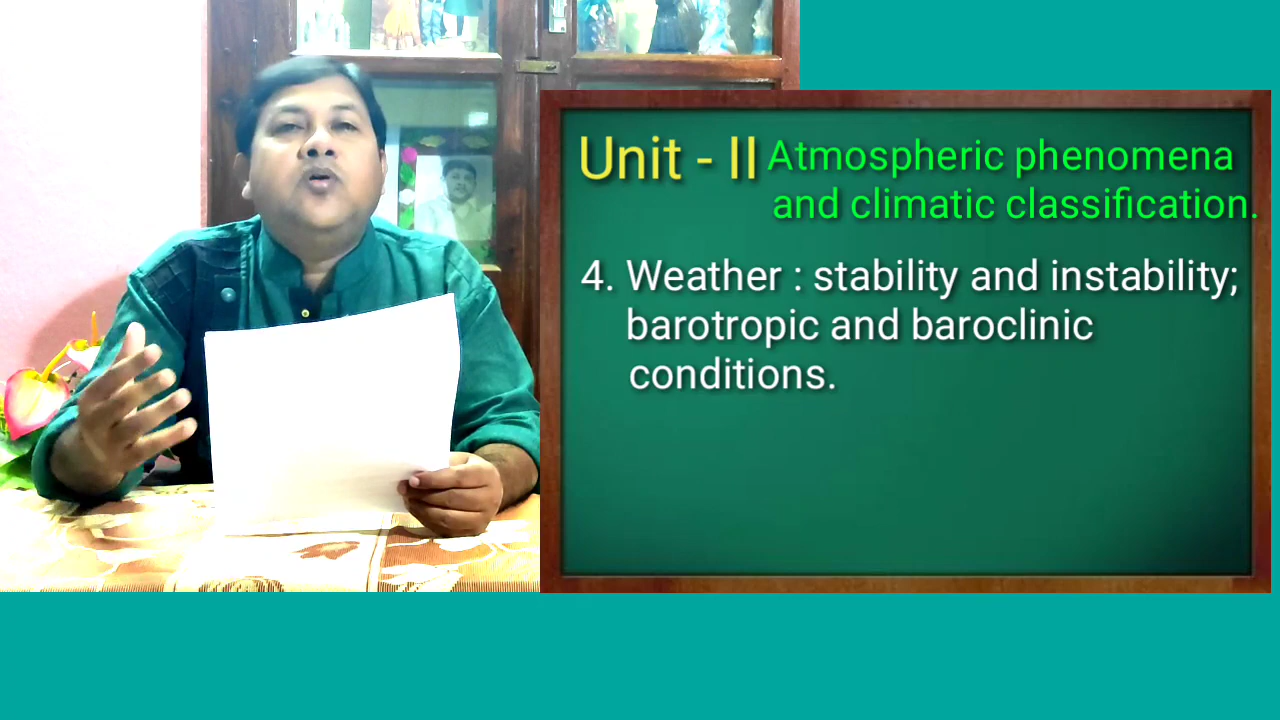 Unit - II Atmospheric phenomena
and climatic classification.
4. Weather : stability and instability;
barotropic and baroclinic
conditions.